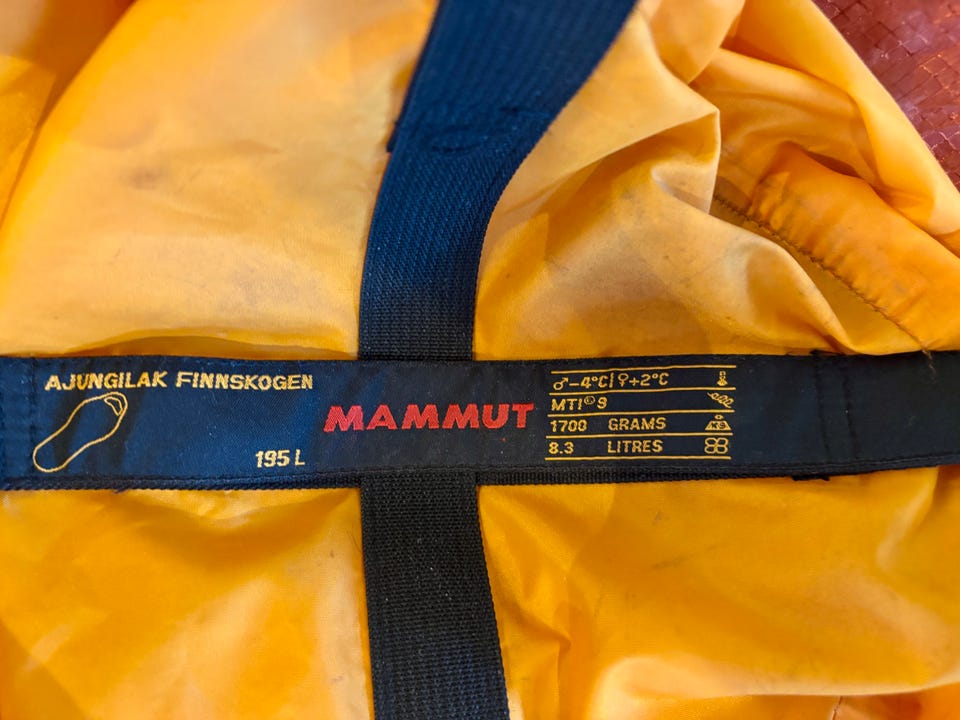 AJUNGILAK FINNSKOGEN
195 L
MAMMUT
♂-4°C|♀+2°C
MTI® 9
1700 GRAMS
8.3 LITRES